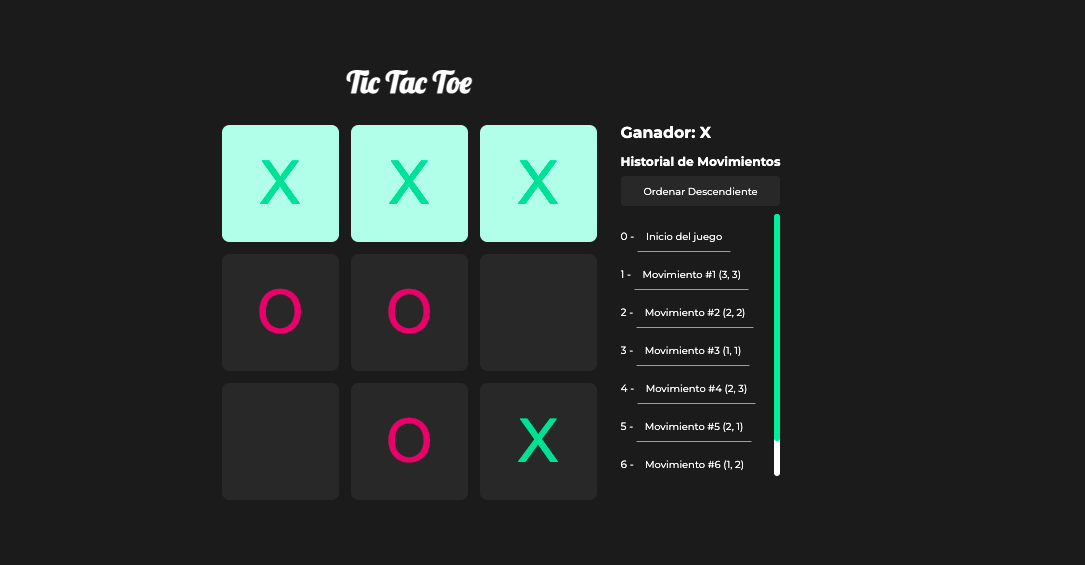 Tic Tac Toe
X X X
O O
O X
Ganador: X
Historial de Movimientos
Ordenar Descendiente
0 - Inicio del juego
1 - Movimiento #1 (3, 3)
2 - Movimiento #2 (2, 2)
3 - Movimiento #3 (1, 1)
4 - Movimiento #4 (2, 3)
5 - Movimiento #5 (2, 1)
6 - Movimiento #6 (1, 2)